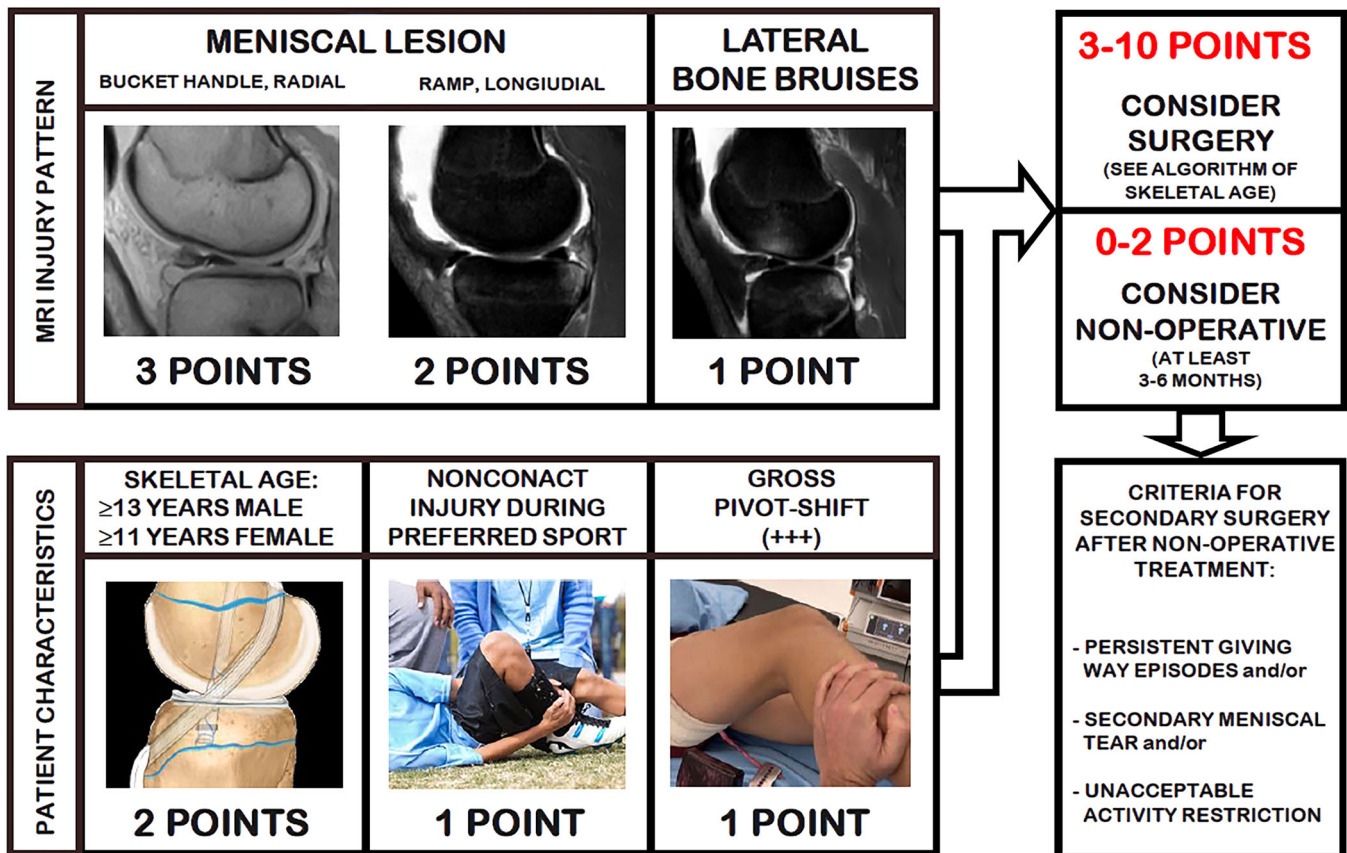 MRI INJURY PATTERN
MENISCAL LESION
BUCKET HANDLE, RADIAL
RAMP, LONGIUDIAL
LATERAL
BONE BRUISES
3 POINTS
2 POINTS
1 POINT
PATIENT CHARACTERISTICS
SKELETAL AGE:
≥13 YEARS MALE
≥11 YEARS FEMALE
NONCONACT
INJURY DURING
PREFERRED SPORT
GROSS
PIVOT-SHIFT
(+++)
2 POINTS
1 POINT
1 POINT
3-10 POINTS
CONSIDER
SURGERY
(SEE ALGORITHM OF
SKELETAL AGE)
0-2 POINTS
CONSIDER
NON-OPERATIVE
(AT LEAST
3-6 MONTHS)
CRITERIA FOR
SECONDARY SURGERY
AFTER NON-OPERATIVE
TREATMENT:
- PERSISTENT GIVING
WAY EPISODES and/or
- SECONDARY MENISCAL
TEAR and/or
- UNACCEPTABLE
ACTIVITY RESTRICTION